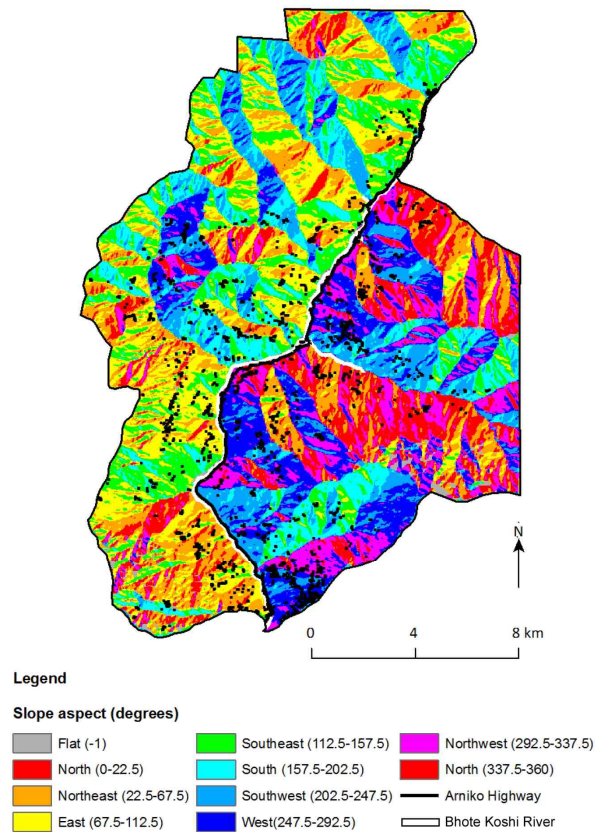 N
0 4 8 km
Legend
Slope aspect (degrees)
Flat (-1)
North (0-22.5)
Northeast (22.5-67.5)
East (67.5-112.5)
Southeast (112.5-157.5)
South (157.5-202.5)
Southwest (202.5-247.5)
West(247.5-292.5)
Northwest (292.5-337.5)
North (337.5-360)
Arniko Highway
Bhote Koshi River